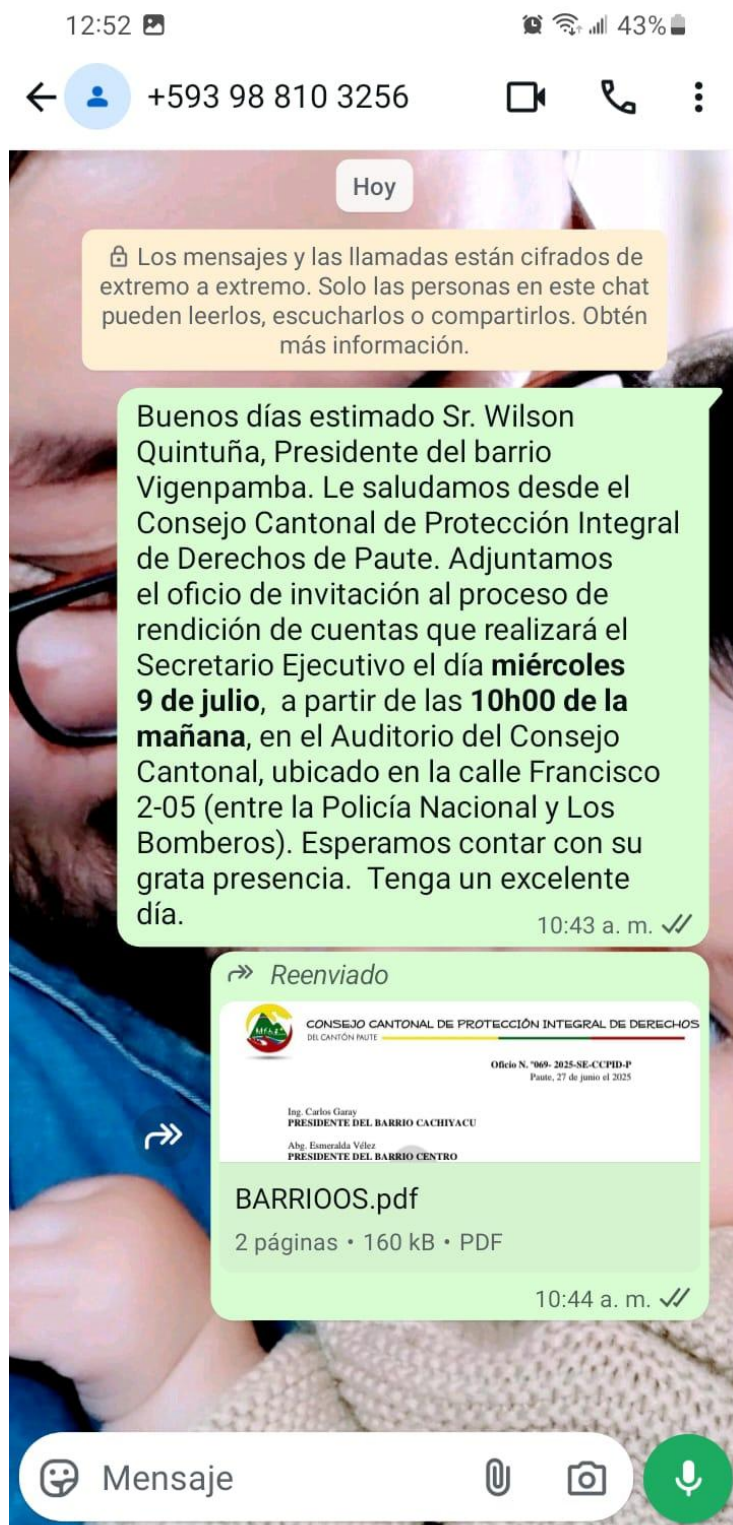 12:52
43%
+593 98 810 3256
Hoy
Los mensajes y las llamadas están cifrados de
extremo a extremo. Solo las personas en este chat
pueden leerlos, escucharlos o compartirlos. Obtén
más información.
Buenos días estimado Sr. Wilson
Quintuña, Presidente del barrio
Vigenpamba. Le saludamos desde el
Consejo Cantonal de Protección Integral
de Derechos de Paute. Adjuntamos
el oficio de invitación al proceso de
rendición de cuentas que realizará el
Secretario Ejecutivo el día miércoles
9 de julio, a partir de las 10h00 de la
mañana, en el Auditorio del Consejo
Cantonal, ubicado en la calle Francisco
2-05 (entre la Policía Nacional y Los
Bomberos). Esperamos contar con su
grata presencia. Tenga un excelente
día.
10:43 a. m.
Reenviado
CONSEJO CANTONAL DE PROTECCIÓN INTEGRAL DE DERECHOS
DEL CANTÓN PAUTE
Oficio N. °069- 2025-SE-CCPID-P
Paute, 27 de junio el 2025
Ing. Carlos Garay
PRESIDENTE DEL BARRIO CACHIYACU
Abg. Esmeralda Vélez
PRESIDENTE DEL BARRIO CENTRO
BARRIOOS.pdf
2 páginas • 160 kB • PDF
10:44 a. m.
Mensaje